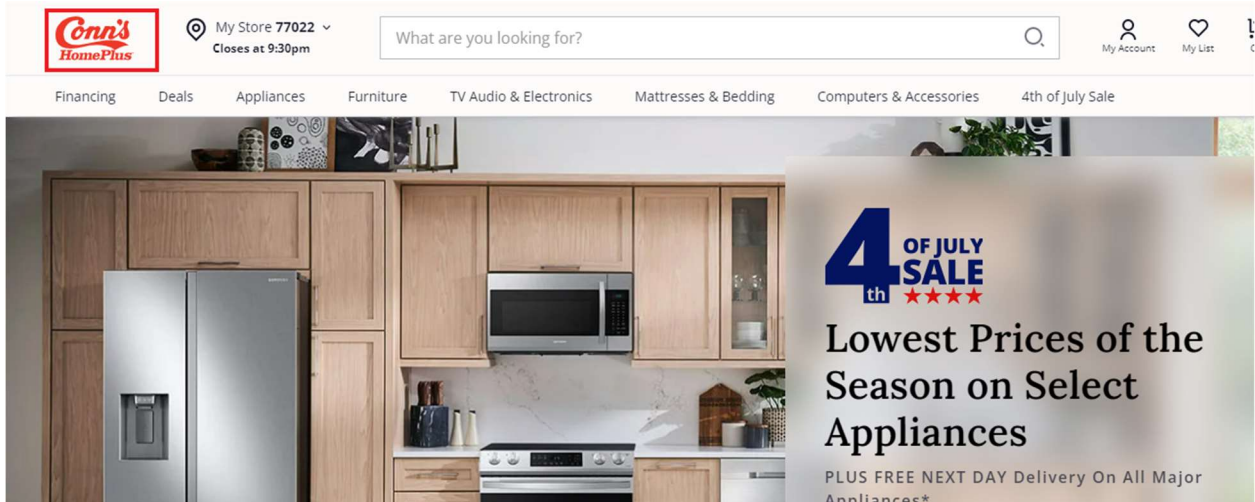 Conn's
HomePlus
My Store 77022
Closes at 9:30pm
What are you looking for?
My Account
My List
Financing
Deals
Appliances
Furniture
TV Audio & Electronics
Mattresses & Bedding
Computers & Accessories
4th of July Sale
4th OF JULY
SALE
Lowest Prices of the
Season on Select
Appliances
PLUS FREE NEXT DAY Delivery On All Major
Appliances*